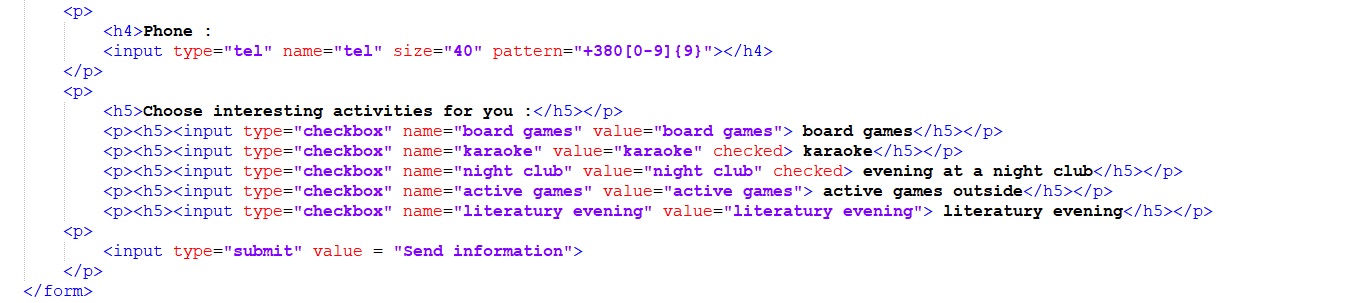 <p>
<h4>Phone :
<input type="tel" name="tel" size="40" pattern="+380[0-9]{9}"></h4>
</p>
<p>
<h5>Choose interesting activities for you :</h5></p>
<p><h5><input type="checkbox" name="board games" value="board games"> board games</h5></p>
<p><h5><input type="checkbox" name="karaoke" value="karaoke" checked> karaoke</h5></p>
<p><h5><input type="checkbox" name="night club" value="night club" checked> evening at a night club</h5></p>
<p><h5><input type="checkbox" name="active games" value="active games"> active games outside</h5></p>
<p><h5><input type="checkbox" name="literatury evening" value="literatury evening"> literatury evening</h5></p>
<p>
<input type="submit" value = "Send information">
</p>
</form>